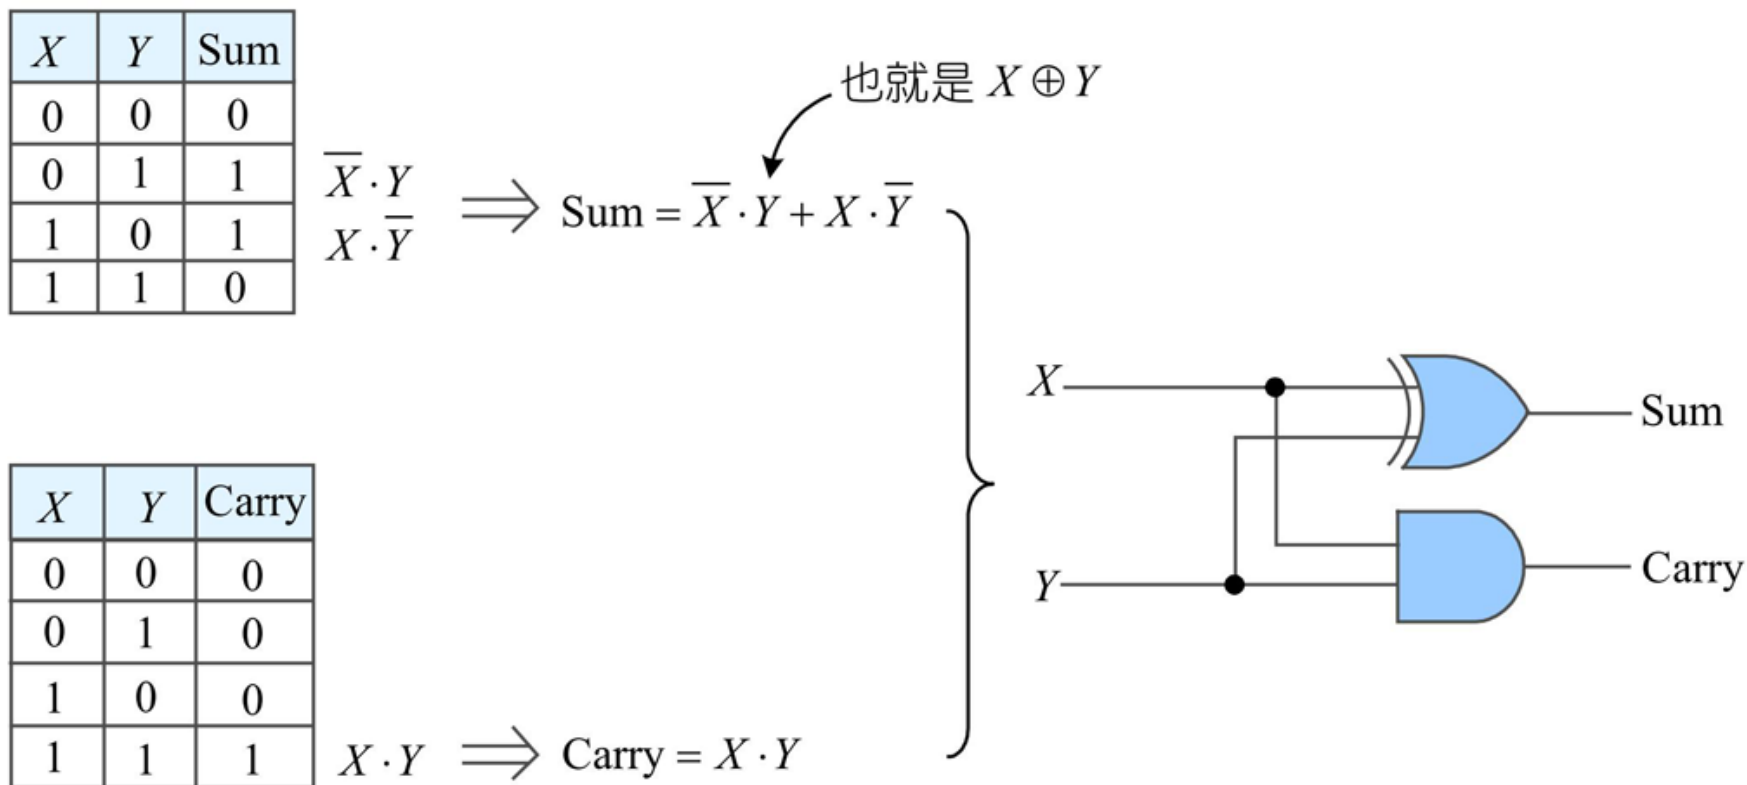 X Y Sum
0 0 0
0 1 1
1 0 1
1 1 0
X̅ · Y
X · Y̅
也就是 X ⊕ Y
Sum = X̅ · Y + X · Y̅
X Y Carry
0 0 0
0 1 0
1 0 0
1 1 1
X · Y
Carry = X · Y
X
Y
Sum
Carry